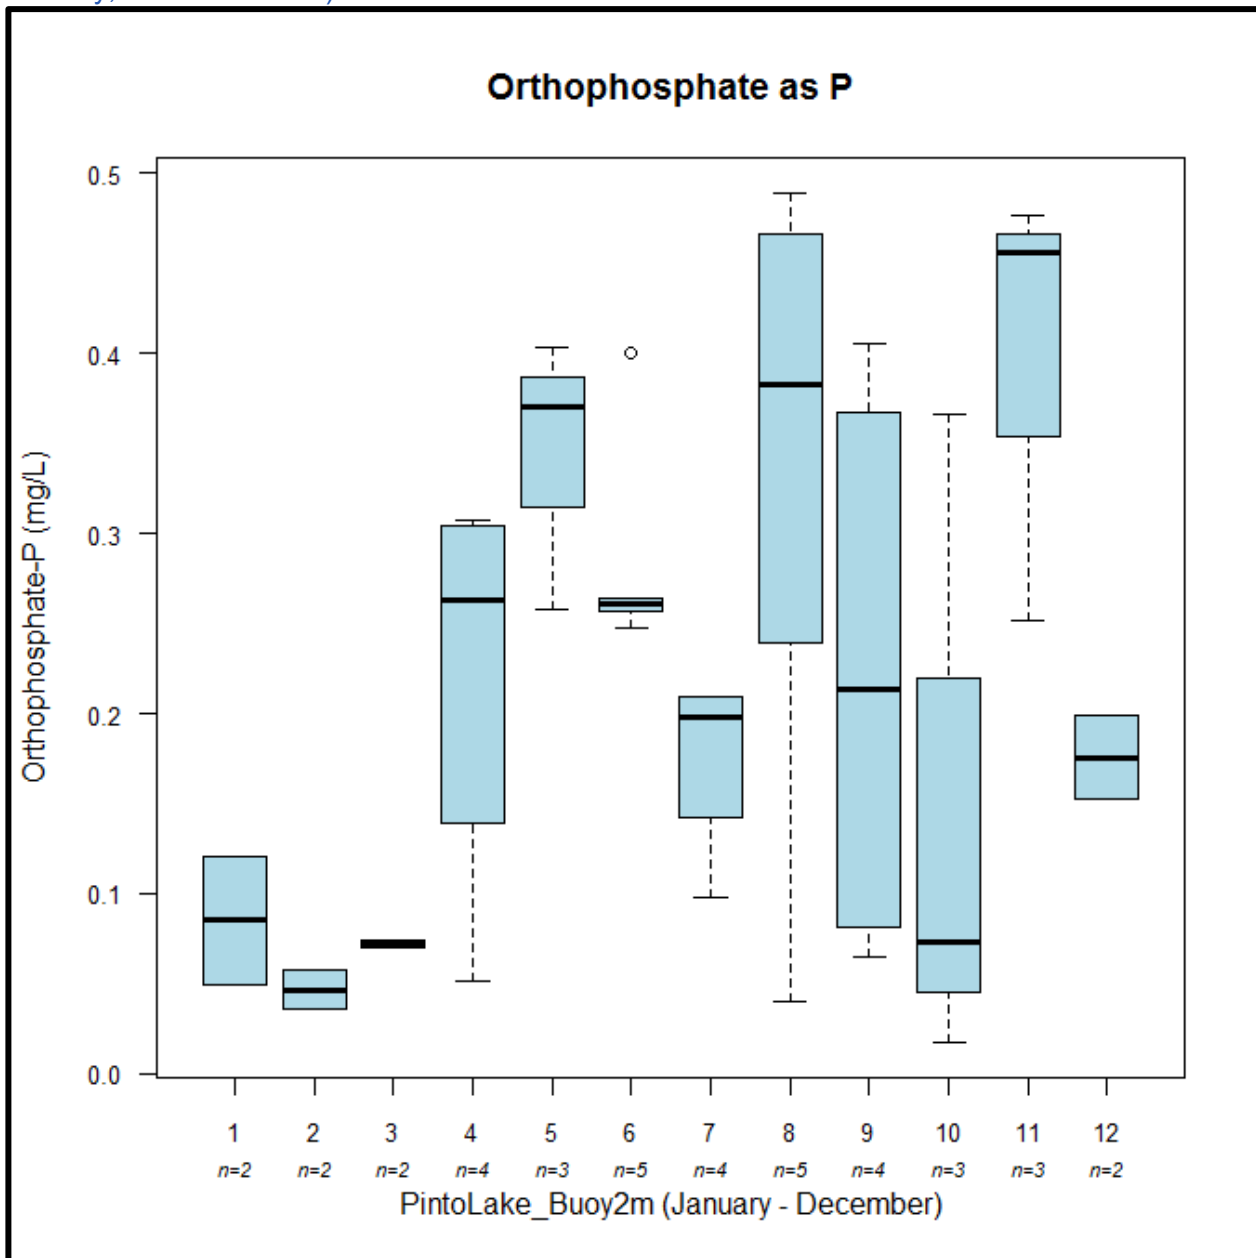 Orthophosphate as P
Orthophosphate-P (mg/L)
0.5
0.4
0.3
0.2
0.1
0.0
1 2 3 4 5 6 7 8 9 10 11 12
n=2 n=2 n=2 n=4 n=3 n=5 n=4 n=5 n=4 n=3 n=3 n=2
PintoLake_Buoy2m (January - December)